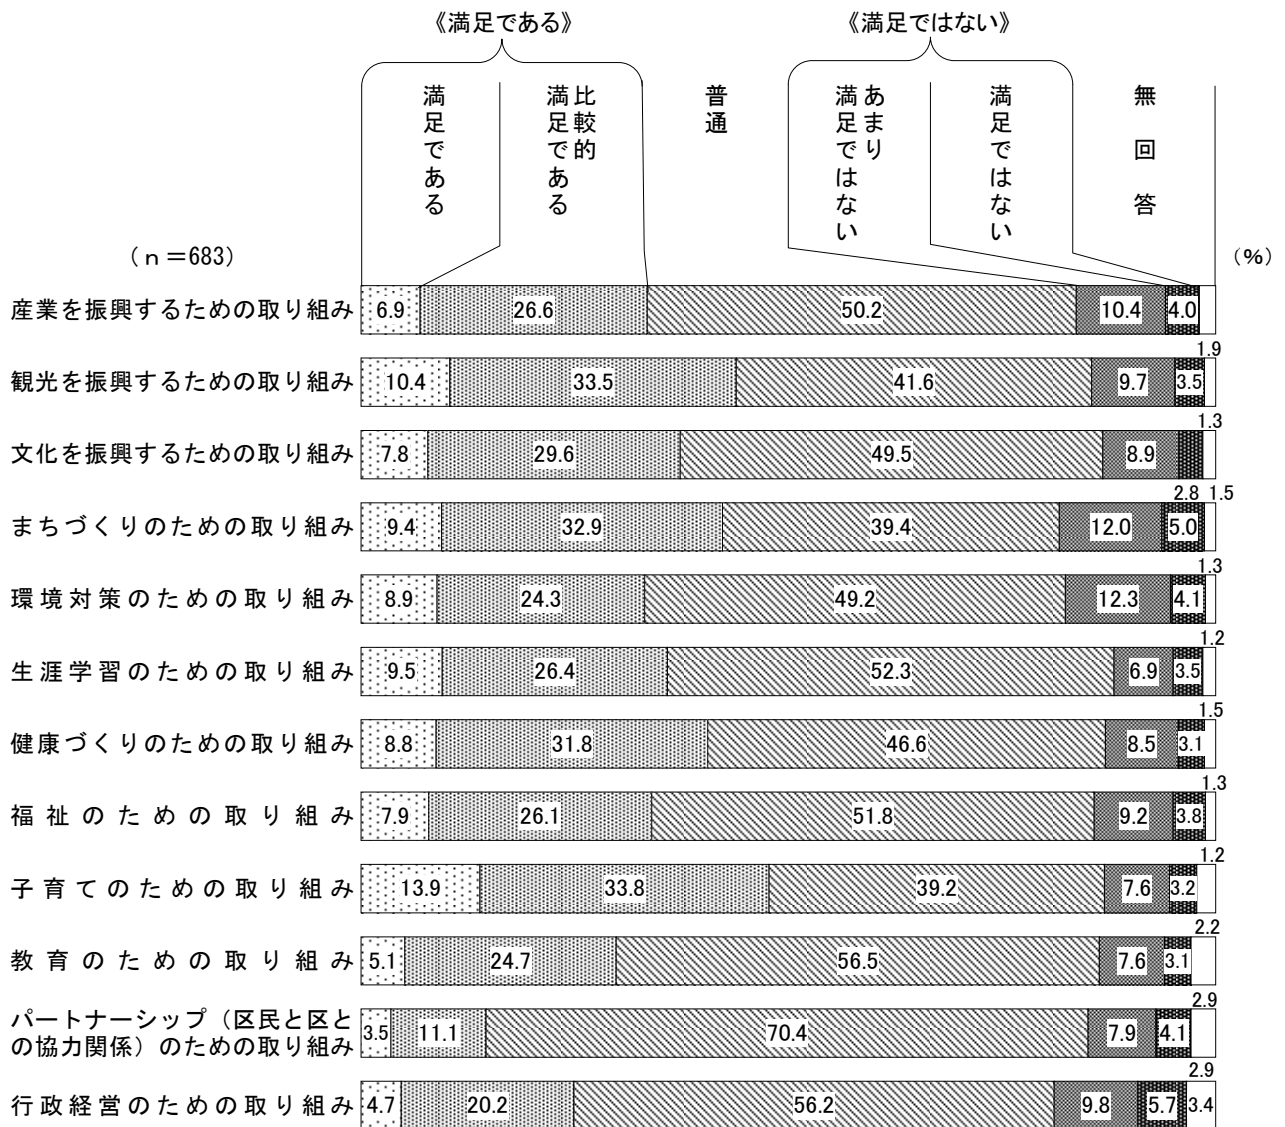 《満足である》 《満足ではない》
満足である
比較的
満足である
普通
あまり
満足ではない
満足ではない
無回答
(n=683)
(%)
産業を振興するための取り組み 6.9 26.6 50.2 10.4 4.0
1.9
観光を振興するための取り組み 10.4 33.5 41.6 9.7 3.5
1.3
文化を振興するための取り組み 7.8 29.6 49.5 8.9
2.8 1.5
まちづくりのための取り組み 9.4 32.9 39.4 12.0 5.0
1.3
環境対策のための取り組み 8.9 24.3 49.2 12.3 4.1
1.2
生涯学習のための取り組み 9.5 26.4 52.3 6.9 3.5
1.5
健康づくりのための取り組み 8.8 31.8 46.6 8.5 3.1
1.3
福祉のための取り組み 7.9 26.1 51.8 9.2 3.8
1.2
子育てのための取り組み 13.9 33.8 39.2 7.6 3.2
2.2
教育のための取り組み 5.1 24.7 56.5 7.6 3.1
2.9
パートナーシップ(区民と区と
の協力関係)のための取り組み 3.5 11.1 70.4 7.9 4.1
2.9
行政経営のための取り組み 4.7 20.2 56.2 9.8 5.7 3.4